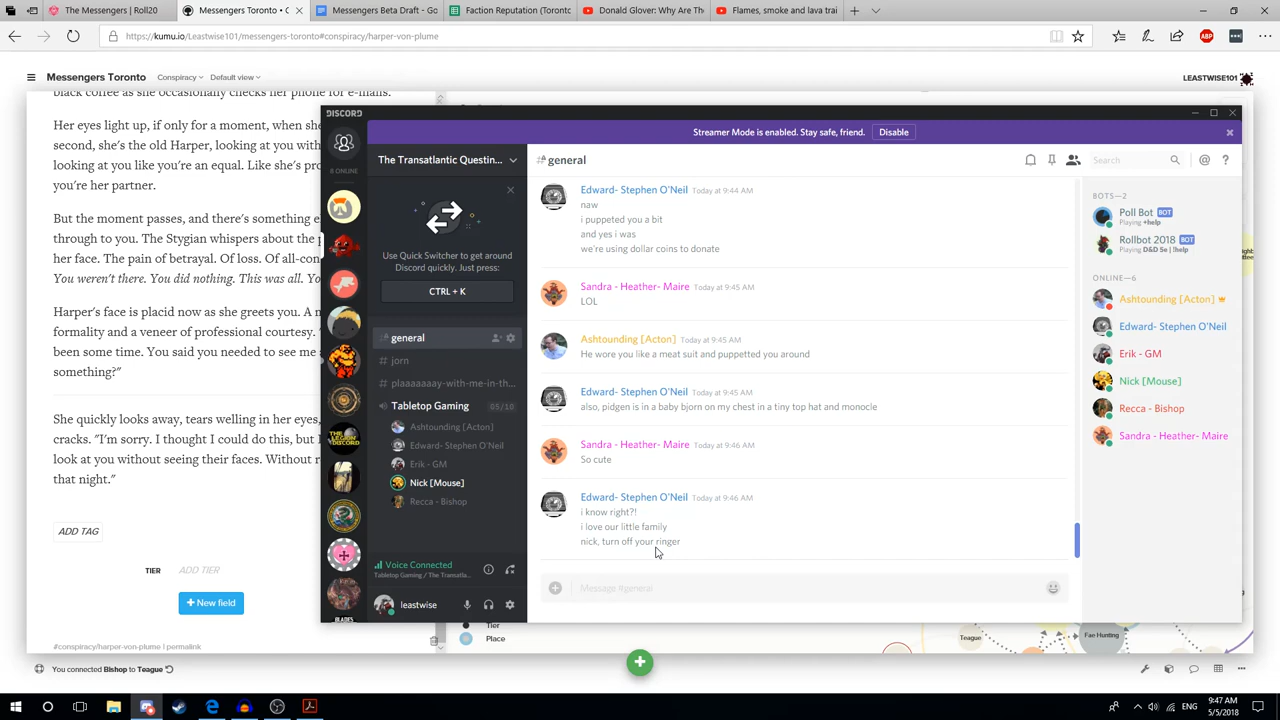 The Messengers | Roll20
Messengers Toronto • C
Messengers Beta Draft - Go
Faction Reputation (Toronto
Donald Glover: Why Are The
Flames, smoke and lava trai
https://kumu.io/Leastwise101/messengers-toronto#conspiracy/harper-von-plume
ABP
Messengers Toronto
Conspiracy
Default view
LEASTWISE101
black coffee as she occasionally checks her phone for e-mails.
Her eyes light up, if only for a moment, when she
second, she's the old Harper, looking at you with
looking at you like you're an equal. Like she's pro
you're her partner.
But the moment passes, and there's something e
through to you. The Stygian whispers about the p
her face. The pain of betrayal. Of loss. Of all-con
You weren't there. You did nothing. This was all. Yo
Harper's face is placid now as she greets you. A n
formality and a veneer of professional courtesy. "
been some time. You said you needed to see me
something?"
She quickly looks away, tears welling in her eyes,
cracks. "I'm sorry. I thought I could do this, but I
look at you without seeing their faces. Without r
that night."
ADD TAG
TIER
ADD TIER
+ New field
#conspiracy/harper-von-plume | permalink
You connected Bishop to Teague
DISCORD
Streamer Mode is enabled. Stay safe, friend.
Disable
6 ONLINE
THE LEGION DISCORD
BLADES
The Transatlantic Questin...
Use Quick Switcher to get around
Discord quickly. Just press:
CTRL + K
general
# jorn
# plaaaaaaay-with-me-in-th...
Tabletop Gaming
05/10
Ashtounding [Acton]
Edward- Stephen O'Neil
Erik - GM
Nick [Mouse]
Recca - Bishop
Voice Connected
Tabletop Gaming / The Transatla...
leastwise
general
Search
@
?
Edward- Stephen O'Neil Today at 9:44 AM
naw
i puppeted you a bit
and yes i was
we're using dollar coins to donate
Sandra - Heather- Maire Today at 9:45 AM
LOL
Ashtounding [Acton] Today at 9:45 AM
He wore you like a meat suit and puppetted you around
Edward- Stephen O'Neil Today at 9:45 AM
also, pidgen is in a baby bjorn on my chest in a tiny top hat and monocle
Sandra - Heather- Maire Today at 9:46 AM
So cute
Edward- Stephen O'Neil Today at 9:46 AM
i know right?!
i love our little family
nick, turn off your ringer
Message #general
BOTS—2
Poll Bot BOT
Playing +help
Rollbot 2018 BOT
Playing D&D 5e | !help
ONLINE—6
Ashtounding [Acton]
Edward- Stephen O'Neil
Erik - GM
Nick [Mouse]
Recca - Bishop
Sandra - Heather- Maire
Tier
Place
Teague
Fae Hunting
ENG
9:47 AM
5/5/2018